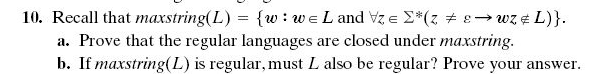 10. Recall that maxstring(L) = {w : w ∈ L and ∀z ∈ Σ*(z ≠ ε → wz ∉ L)}.
a. Prove that the regular languages are closed under maxstring.
b. If maxstring(L) is regular, must L also be regular? Prove your answer.